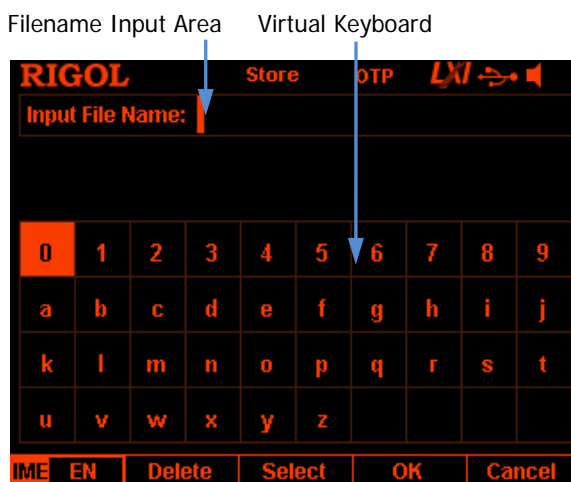 Filename Input Area Virtual Keyboard
RIGOL Store OTP LXI
Input File Name:
0 1 2 3 4 5 6 7 8 9
a b c d e f g h i j
k l m n o p q r s t
u v w x y z
IME EN Delete Select OK Cancel